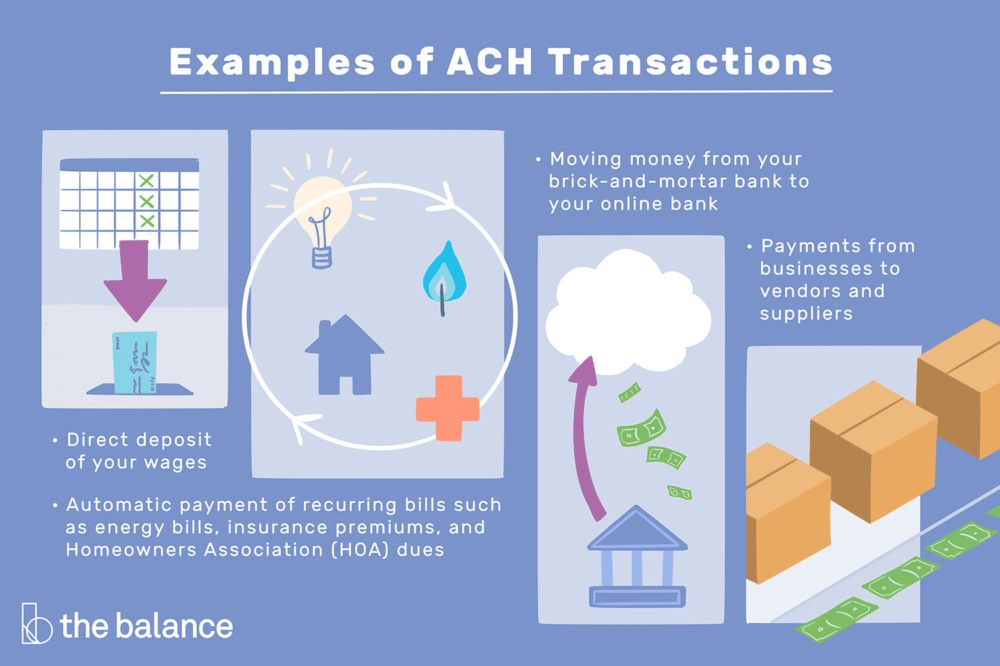 Examples of ACH Transactions
• Direct deposit
of your wages
• Automatic payment of recurring bills such
as energy bills, insurance premiums, and
Homeowners Association (HOA) dues
• Moving money from your
brick-and-mortar bank to
your online bank
• Payments from
businesses to
vendors and
suppliers
the balance